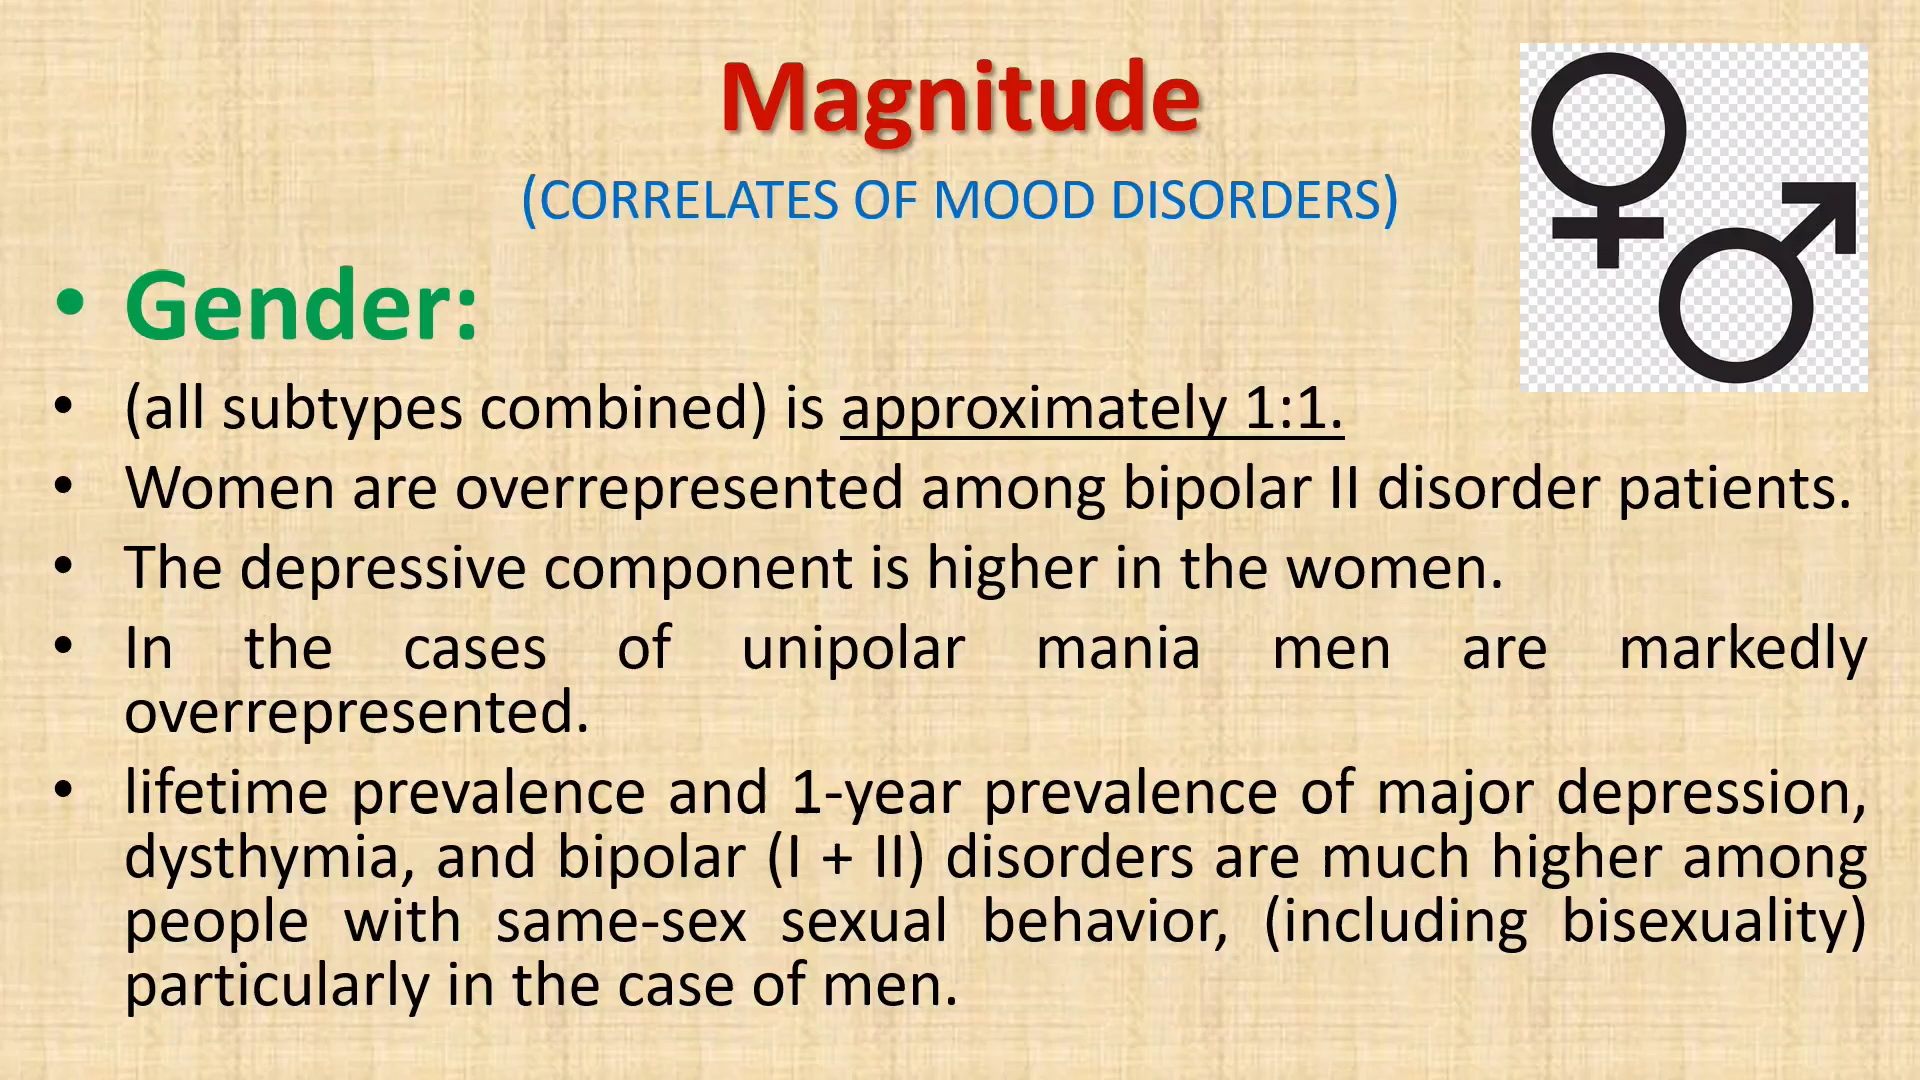 Magnitude
(CORRELATES OF MOOD DISORDERS)
• Gender:
• (all subtypes combined) is approximately 1:1.
• Women are overrepresented among bipolar II disorder patients.
• The depressive component is higher in the women.
• In the cases of unipolar mania men are markedly
overrepresented.
• lifetime prevalence and 1-year prevalence of major depression,
dysthymia, and bipolar (I + II) disorders are much higher among
people with same-sex sexual behavior, (including bisexuality)
particularly in the case of men.